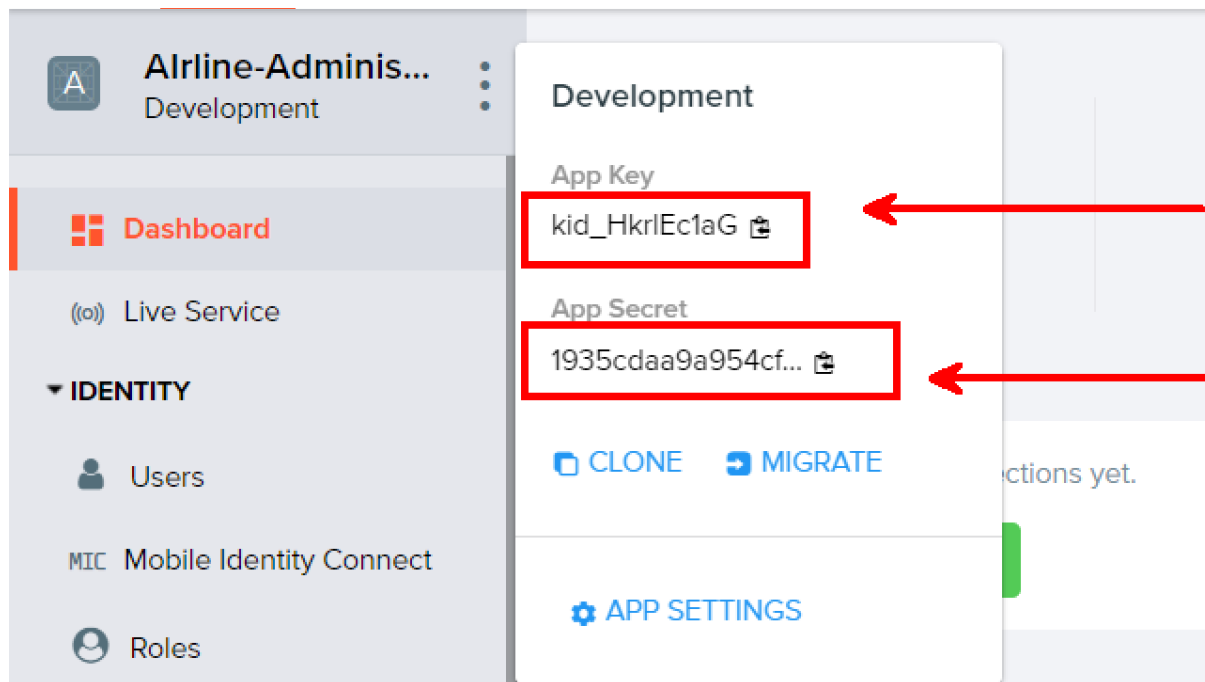 A
AIrline-Adminis...
Development
Dashboard
Live Service
IDENTITY
Users
MIC Mobile Identity Connect
Roles
Development
App Key
kid_HkrlEc1aG
App Secret
1935cdaa9a954cf...
CLONE MIGRATE
APP SETTINGS
ctions yet.